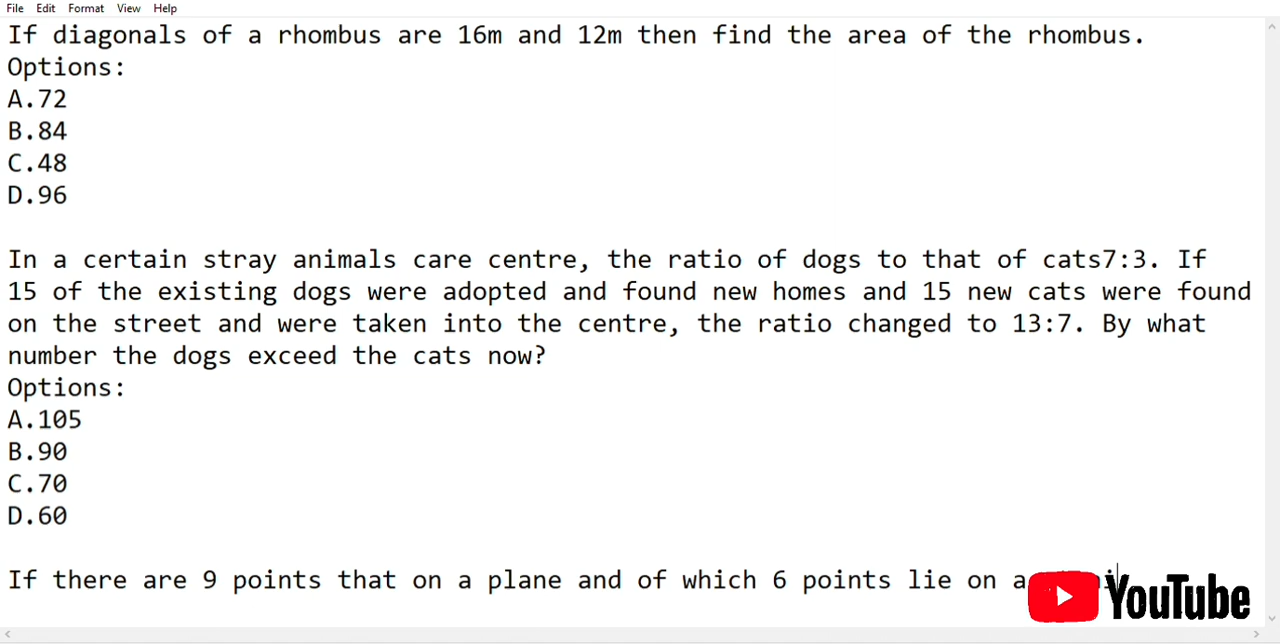 File Edit Format View Help
If diagonals of a rhombus are 16m and 12m then find the area of the rhombus.
Options:
A.72
B.84
C.48
D.96
In a certain stray animals care centre, the ratio of dogs to that of cats7:3. If
15 of the existing dogs were adopted and found new homes and 15 new cats were found
on the street and were taken into the centre, the ratio changed to 13:7. By what
number the dogs exceed the cats now?
Options:
A.105
B.90
C.70
D.60
If there are 9 points that on a plane and of which 6 points lie on a
YouTube